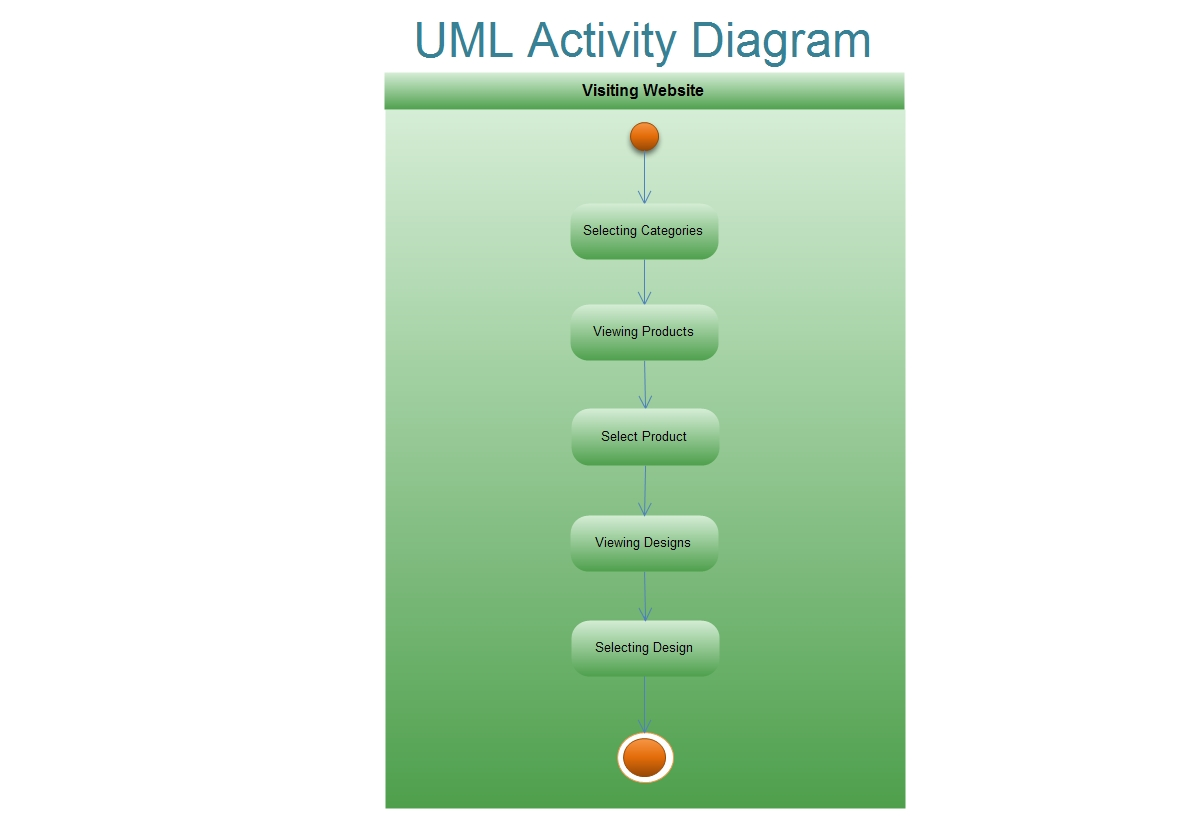 UML Activity Diagram
Visiting Website
Selecting Categories
Viewing Products
Select Product
Viewing Designs
Selecting Design